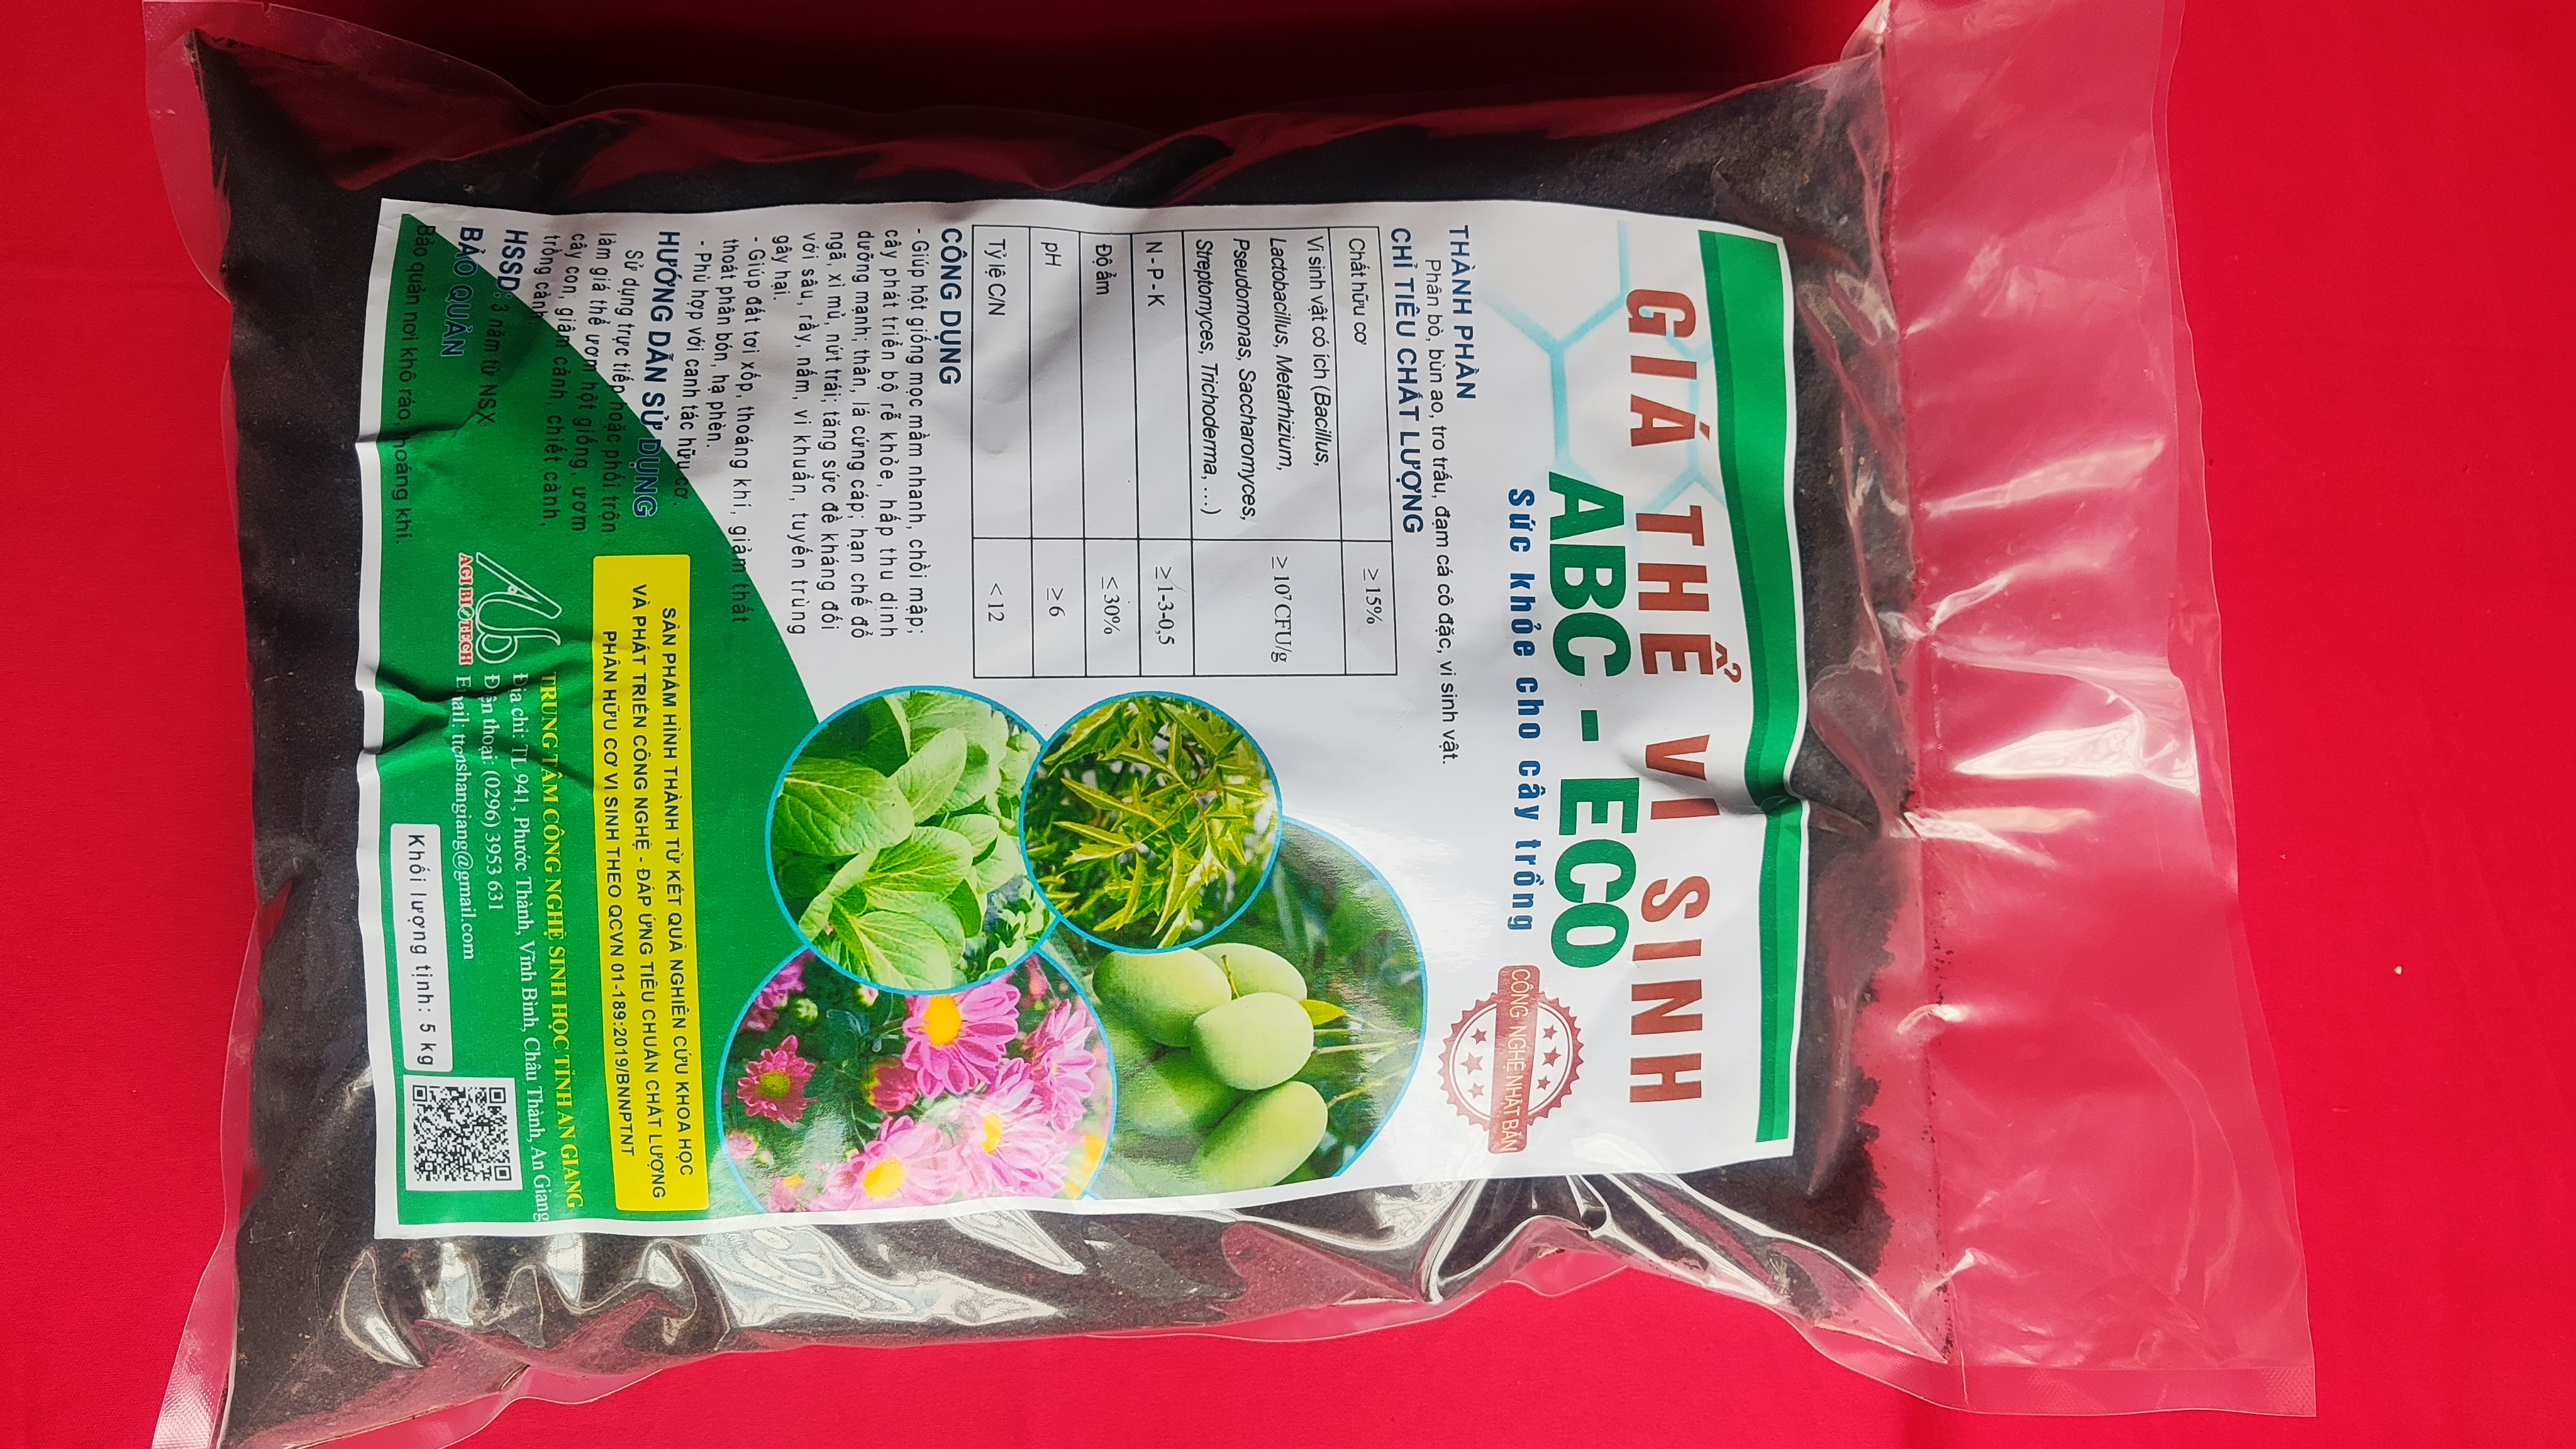 GIÁ THỂ VI SINH
ABC - ECO
Sức khỏe cho cây trồng
CÔNG NGHỆ NHẬT BẢN
THÀNH PHẦN
Phân bò, bùn ao, tro trấu, đạm cá cô đặc, vi sinh vật.
CHỈ TIÊU CHẤT LƯỢNG
Chất hữu cơ ≥ 15%
Vi sinh vật có ích (Bacillus,
Lactobacillus, Metarhizium, ≥ 10⁷ CFU/g
Pseudomonas, Saccharomyces,
Streptomyces, Trichoderma, …)
N - P - K ≥ 1-3-0,5
Độ ẩm ≤ 30%
pH ≥ 6
Tỷ lệ C/N < 12
CÔNG DỤNG
- Giúp hột giống mọc mầm nhanh, chồi mập;
cây phát triển bộ rễ khỏe, hấp thu dinh
dưỡng mạnh; thân, lá cứng cáp; hạn chế đổ
ngã, xì mủ, nứt trái; tăng sức đề kháng đối
với sâu, rầy, nấm, vi khuẩn, tuyến trùng
gây hại.
- Giúp đất tơi xốp, thoáng khí, giảm thất
thoát phân bón, hạ phèn.
- Phù hợp với canh tác hữu cơ.
HƯỚNG DẪN SỬ DỤNG
Sử dụng trực tiếp hoặc phối trộn
làm giá thể ươm hột giống, ươm
cây con, giâm cành, chiết cành,
trồng cành.
HSSD: 3 năm từ NSX
BẢO QUẢN
Bảo quản nơi khô ráo, thoáng khí.
SẢN PHẨM HÌNH THÀNH TỪ KẾT QUẢ NGHIÊN CỨU KHOA HỌC
VÀ PHÁT TRIỂN CÔNG NGHỆ - ĐÁP ỨNG TIÊU CHUẨN CHẤT LƯỢNG
PHÂN HỮU CƠ VI SINH THEO QCVN 01-189:2019/BNNPTNT
AGIBIOTECH
TRUNG TÂM CÔNG NGHỆ SINH HỌC TỈNH AN GIANG
Địa chỉ: TL 941, Phước Thành, Vĩnh Bình, Châu Thành, An Giang
Điện thoại: (0296) 3953 631
Email: ttcnshangiang@gmail.com
Khối lượng tịnh: 5 kg